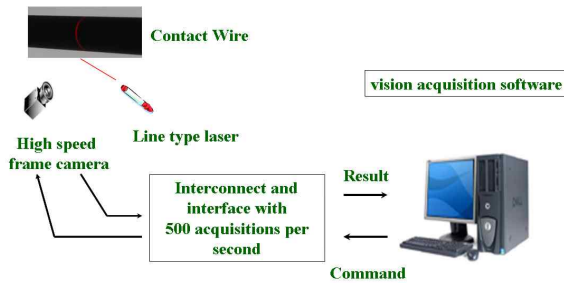 Contact Wire
vision acquisition software
Line type laser
High speed
frame camera
Interconnect and
interface with
500 acquisitions per
second
Result
Command